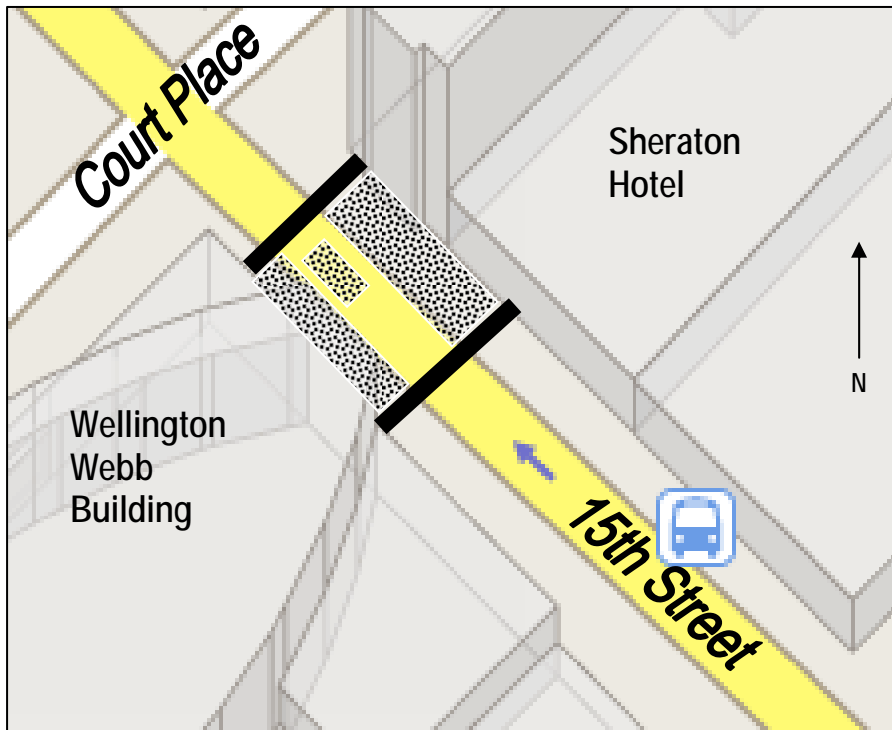 Court Place
Sheraton
Hotel
N
Wellington
Webb
Building
15th Street